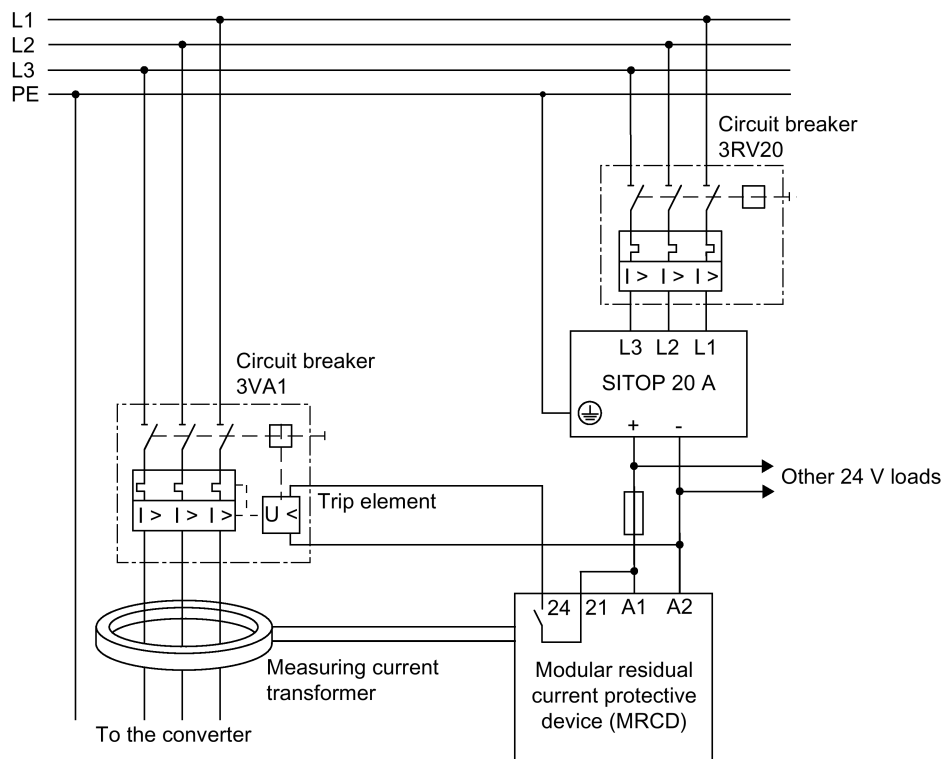 L1
L2
L3
PE
Circuit breaker
3RV20
I > I > I >
L3 L2 L1
SITOP 20 A
+ -
Other 24 V loads
Circuit breaker
3VA1
I > I > I >
U <
Trip element
24 21 A1 A2
Modular residual
current protective
device (MRCD)
Measuring current
transformer
To the converter